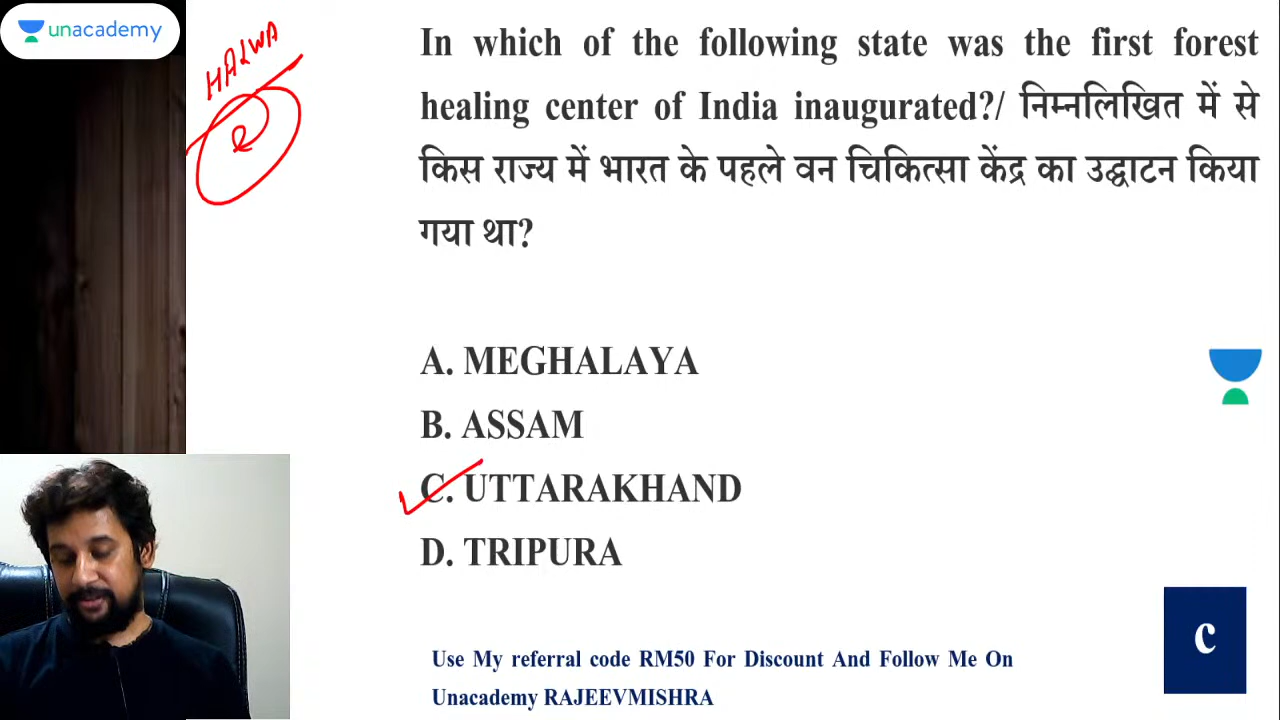 unacademy
HALWA
In which of the following state was the first forest
healing center of India inaugurated?/ निम्नलिखित में से
किस राज्य में भारत के पहले वन चिकित्सा केंद्र का उद्घाटन किया
गया था?
A. MEGHALAYA
B. ASSAM
C. UTTARAKHAND
D. TRIPURA
C
Use My referral code RM50 For Discount And Follow Me On
Unacademy RAJEEVMISHRA